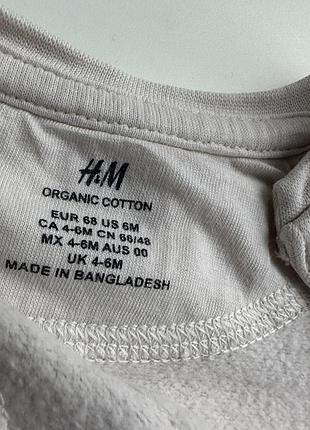 H&M
ORGANIC COTTON
EUR 68 US 6M
CA 4-6M CN 66/48
MX 4-6M AUS 00
UK 4-6M
MADE IN BANGLADESH